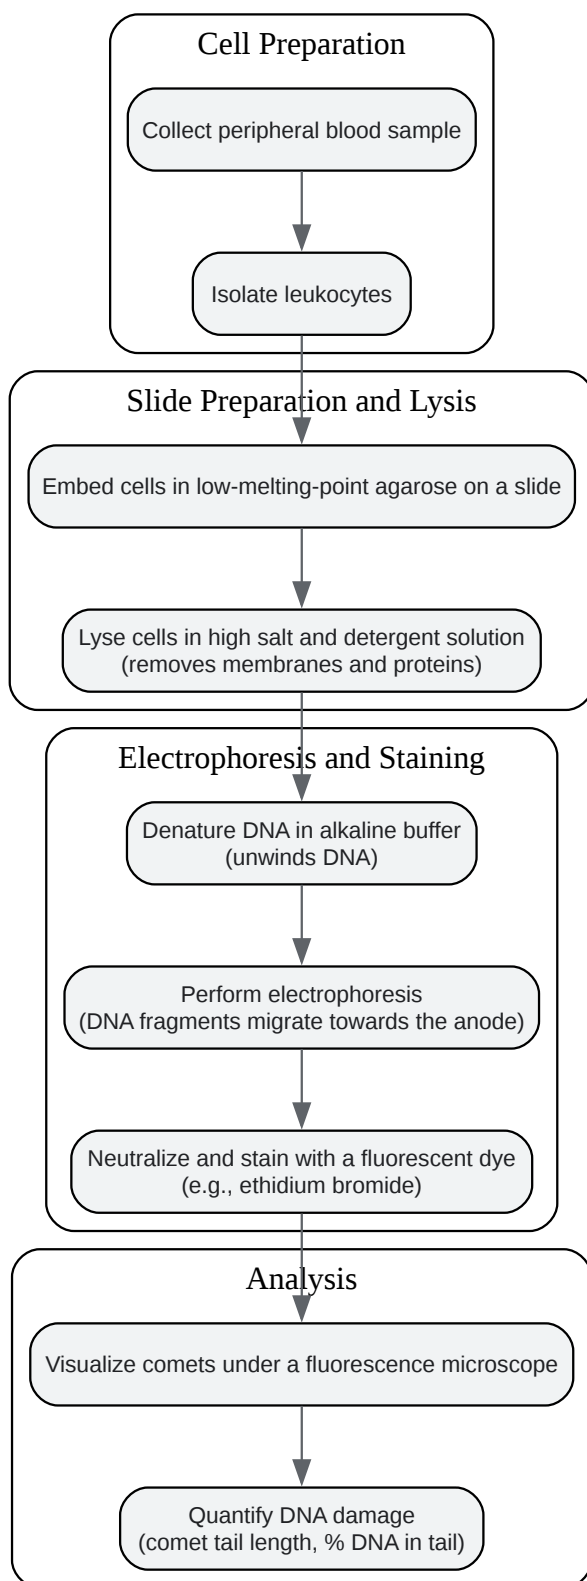 Cell Preparation
Collect peripheral blood sample
Isolate leukocytes
Slide Preparation and Lysis
Embed cells in low-melting-point agarose on a slide
Lyse cells in high salt and detergent solution
(removes membranes and proteins)
Electrophoresis and Staining
Denature DNA in alkaline buffer
(unwinds DNA)
Perform electrophoresis
(DNA fragments migrate towards the anode)
Neutralize and stain with a fluorescent dye
(e.g., ethidium bromide)
Analysis
Visualize comets under a fluorescence microscope
Quantify DNA damage
(comet tail length, % DNA in tail)